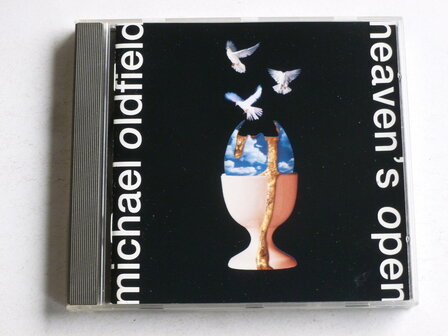 michael oldfield
heaven's open